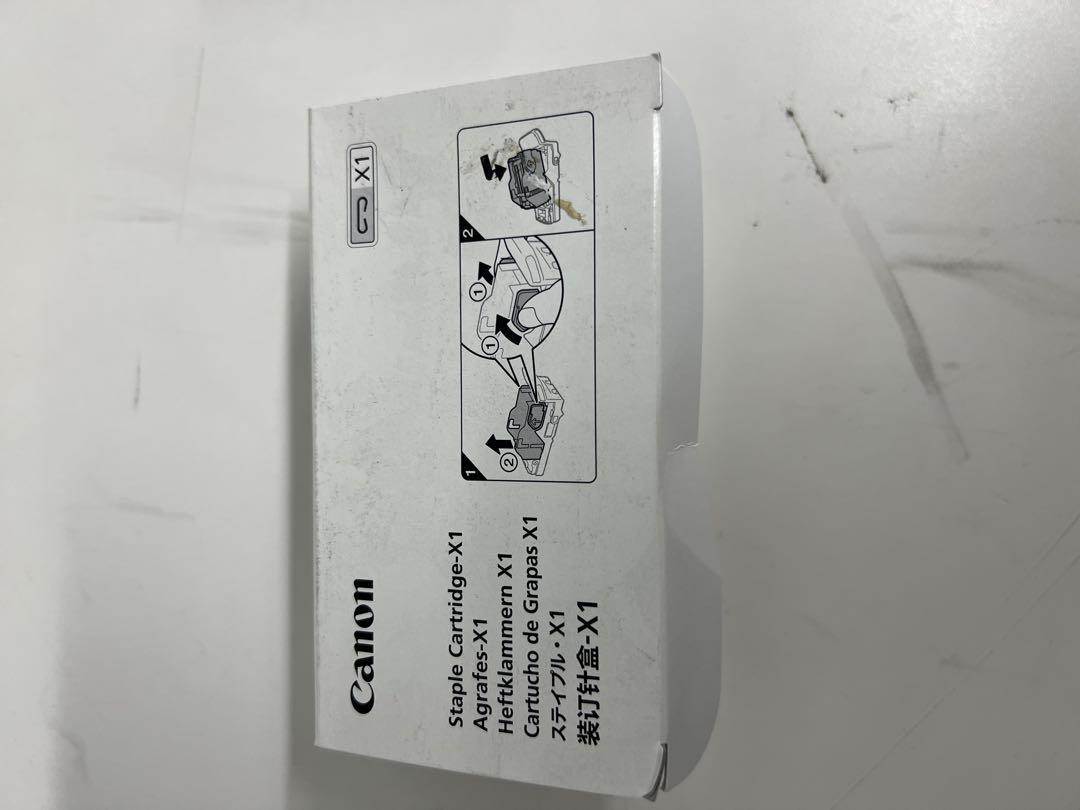 Canon
X1
Staple Cartridge-X1
Agrafes-X1
Heftklammern X1
Cartucho de Grapas X1
ステイプル・X1
装订针盒-X1
1
2
1
1
2